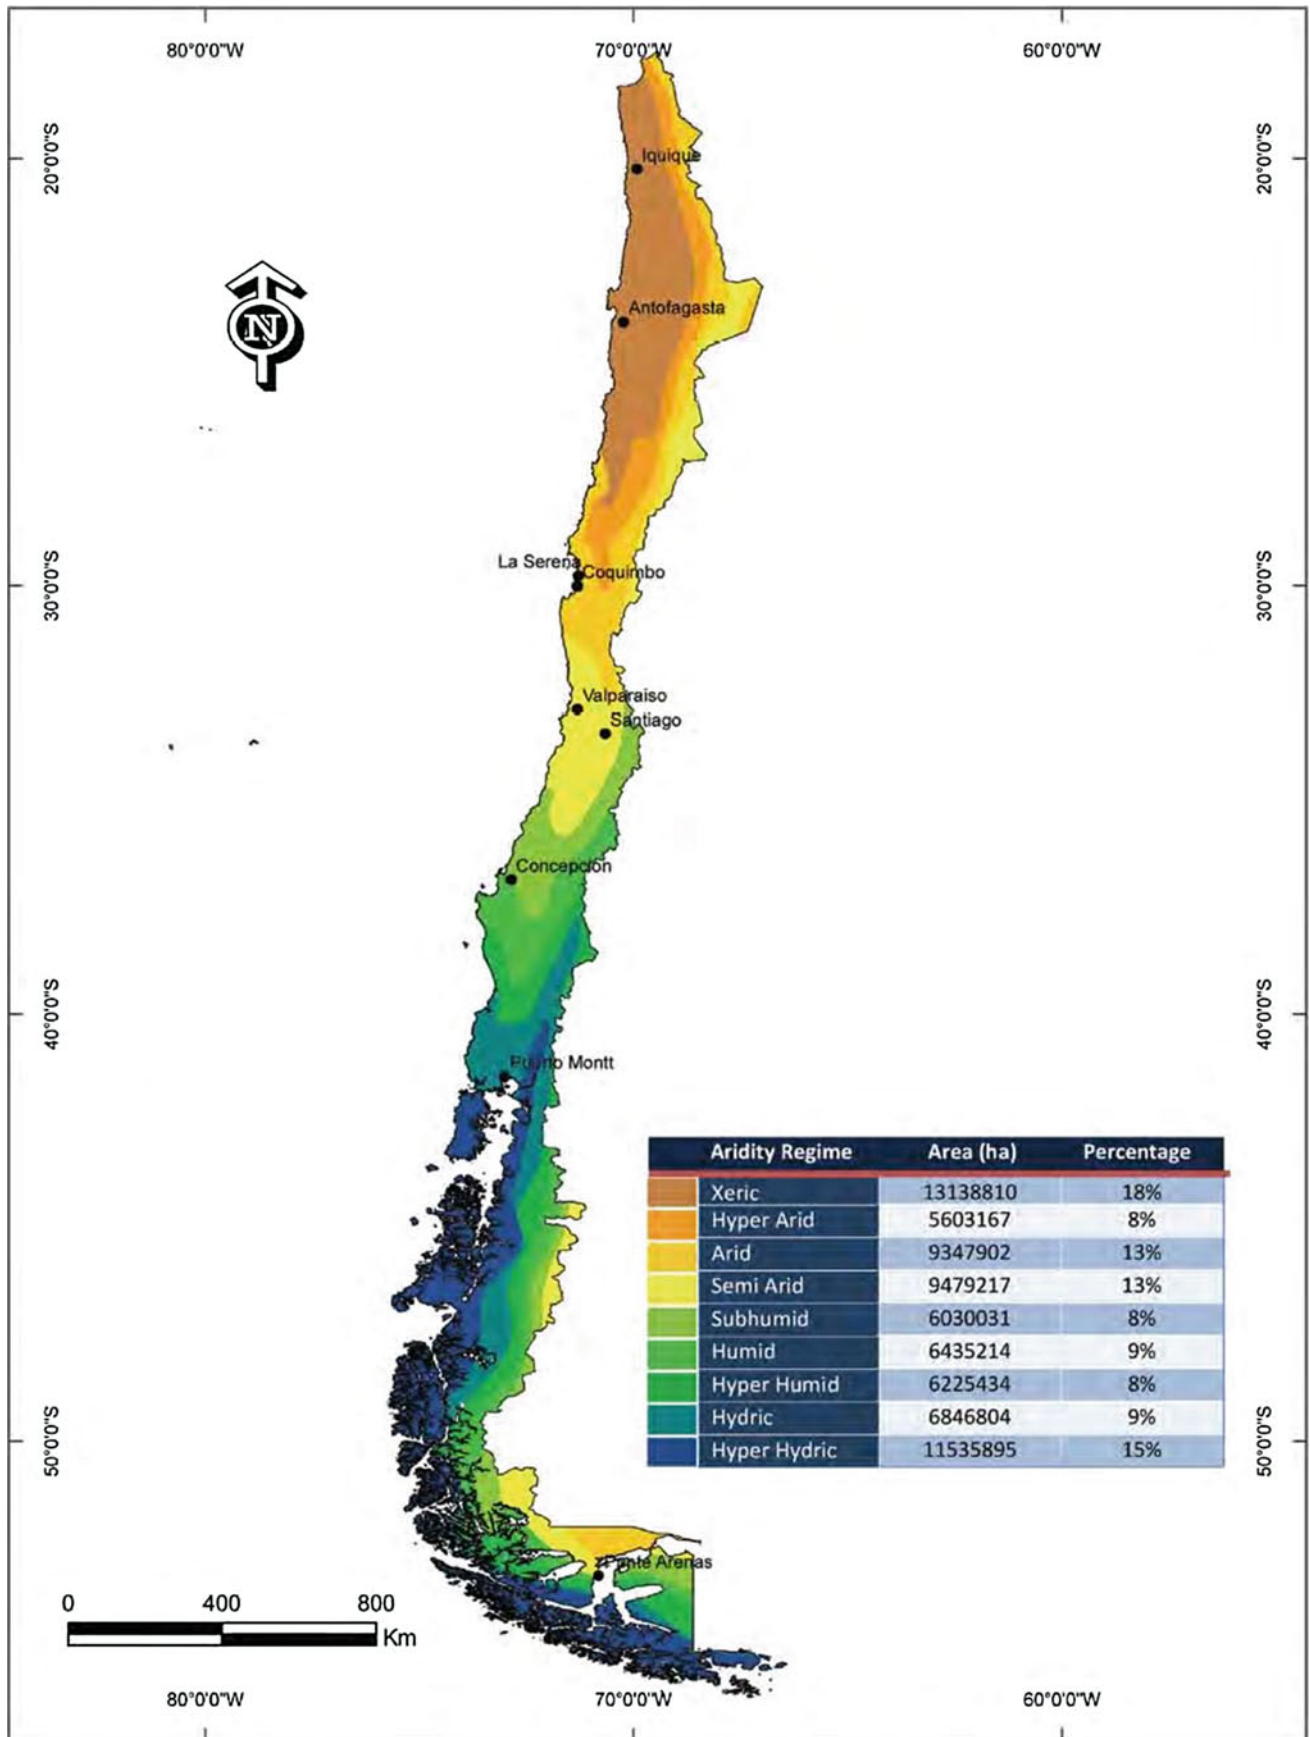 80°0'0"W 70°0'0"W 60°0'0"W
20°0'0"S 20°0'0"S
Iquique
N
Antofagasta
La Serena
Coquimbo
30°0'0"S 30°0'0"S
Valparaiso
Santiago
Concepción
40°0'0"S 40°0'0"S
Puerto Montt
Aridity Regime Area (ha) Percentage
Xeric 13138810 18%
Hyper Arid 5603167 8%
Arid 9347902 13%
Semi Arid 9479217 13%
Subhumid 6030031 8%
Humid 6435214 9%
Hyper Humid 6225434 8%
Hydric 6846804 9%
Hyper Hydric 11535895 15%
50°0'0"S 50°0'0"S
Arenas
0 400 800
Km
80°0'0"W 70°0'0"W 60°0'0"W